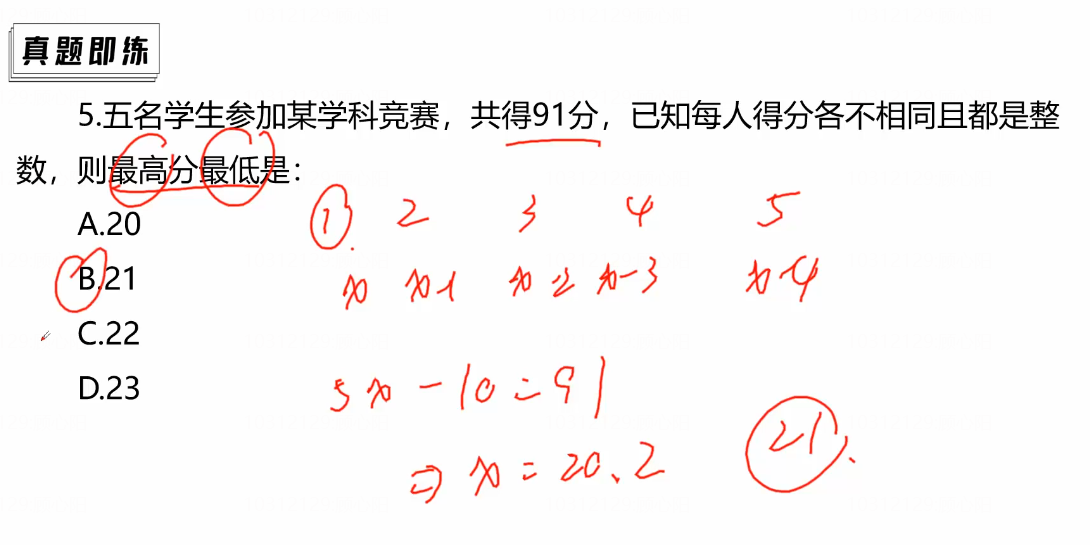 真题即练
5.五名学生参加某学科竞赛，共得91分，已知每人得分各不相同且都是整
数，则最高分最低是：
A.20
B.21
C.22
D.23
1 2 3 4 5
x x-1 x-2 x-3 x-4
5x-10=91
⇒ x=20.2
21